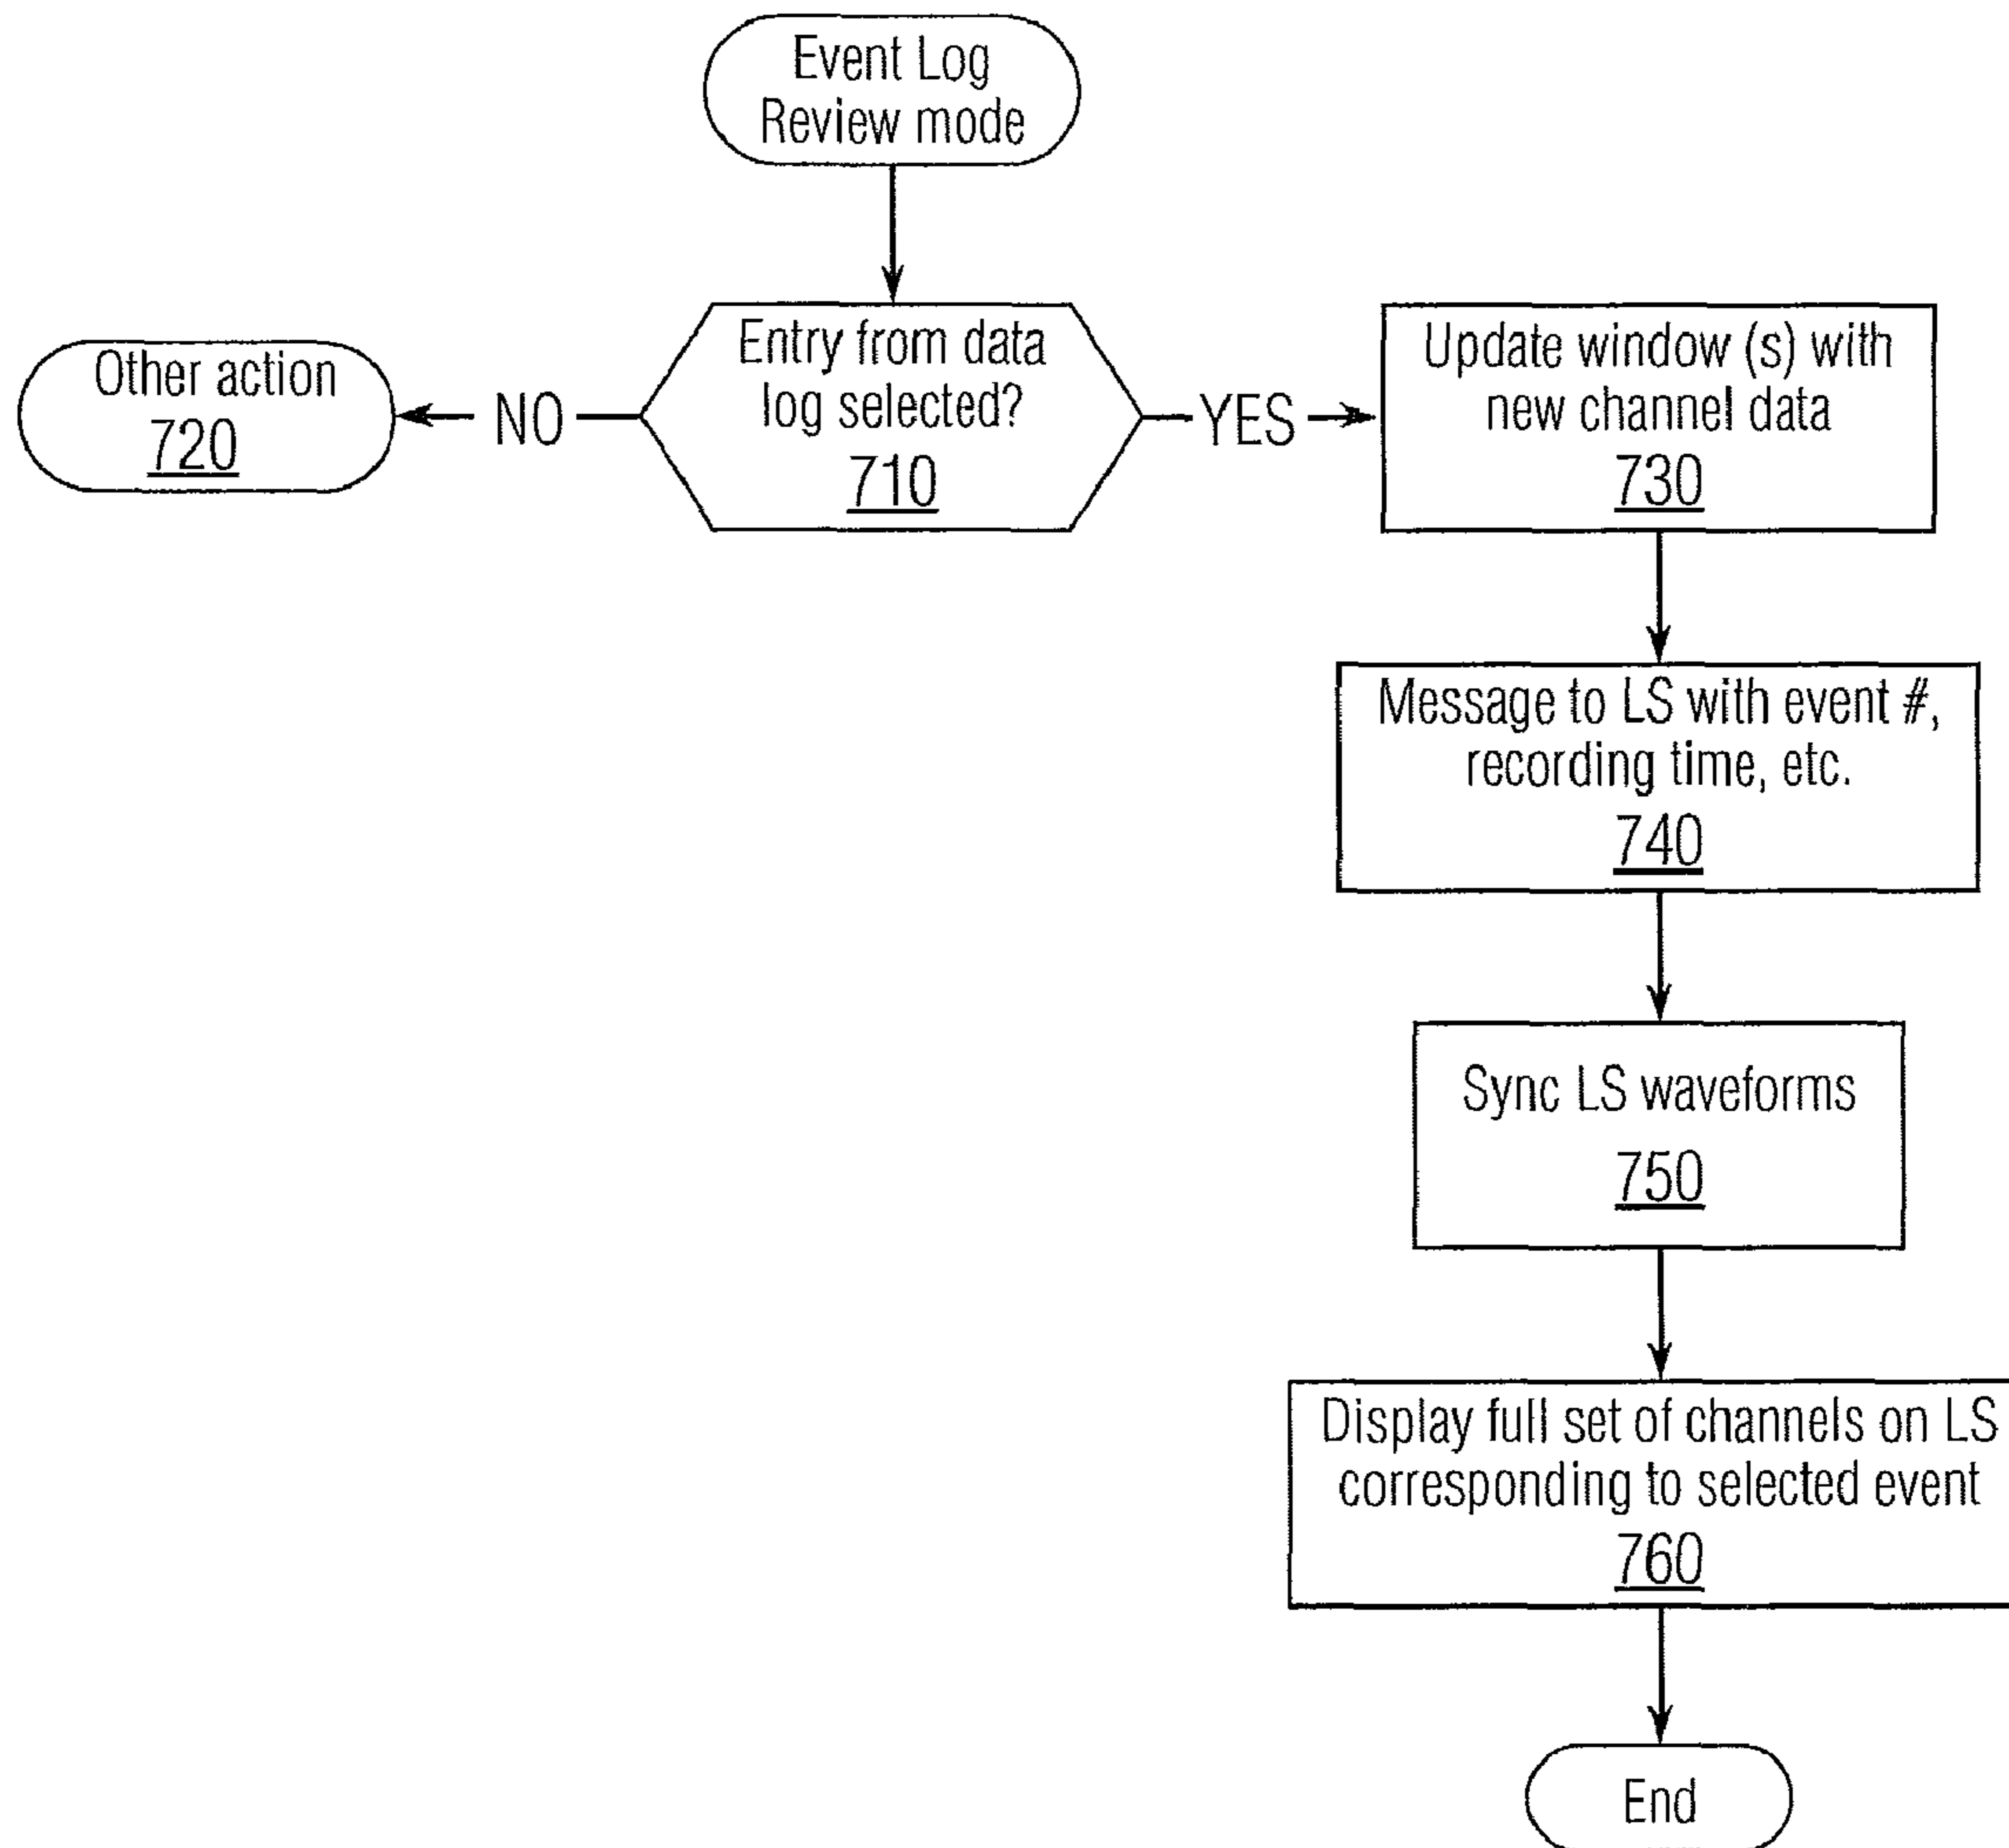 Event Log
Review mode
Entry from data
log selected?
710
NO
Other action
720
YES
Update window (s) with
new channel data
730
Message to LS with event #,
recording time, etc.
740
Sync LS waveforms
750
Display full set of channels on LS
corresponding to selected event
760
End